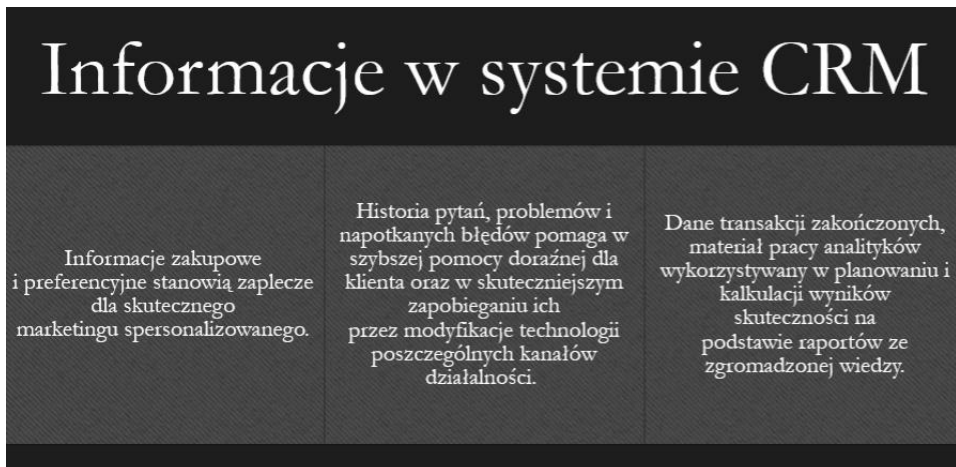 Informacje w systemie CRM
Informacje zakupowe
i preferencyjne stanowią zaplecze
dla skutecznego
marketingu spersonalizowanego.
Historia pytań, problemów i
napotkanych błędów pomaga w
szybszej pomocy doraźnej dla
klienta oraz w skuteczniejszym
zapobieganiu ich
przez modyfikacje technologii
poszczególnych kanałów
działalności.
Dane transakcji zakończonych,
materiał pracy analityków
wykorzystywany w planowaniu i
kalkulacji wyników
skuteczności na
podstawie raportów ze
zgromadzonej wiedzy.